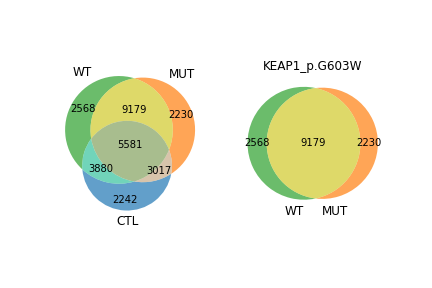 WT
MUT
2568
9179
2230
5581
3880
3017
2242
CTL
KEAP1_p.G603W
2568
9179
2230
WT
MUT